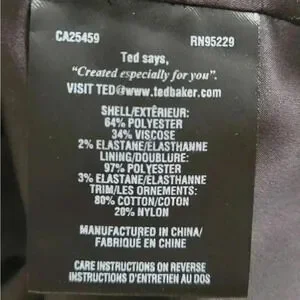 CA25459 RN95229
Ted says,
"Created especially for you".
VISIT TED@www.tedbaker.com
SHELL/EXTÉRIEUR:
64% POLYESTER
34% VISCOSE
2% ELASTANE/ELASTHANNE
LINING/DOUBLURE:
97% POLYESTER
3% ELASTANE/ELASTHANNE
TRIM/LES ORNEMENTS:
80% COTTON/COTON
20% NYLON
MANUFACTURED IN CHINA/
FABRIQUÉ EN CHINE
CARE INSTRUCTIONS ON REVERSE
INSTRUCTIONS D'ENTRETIEN AU DOS